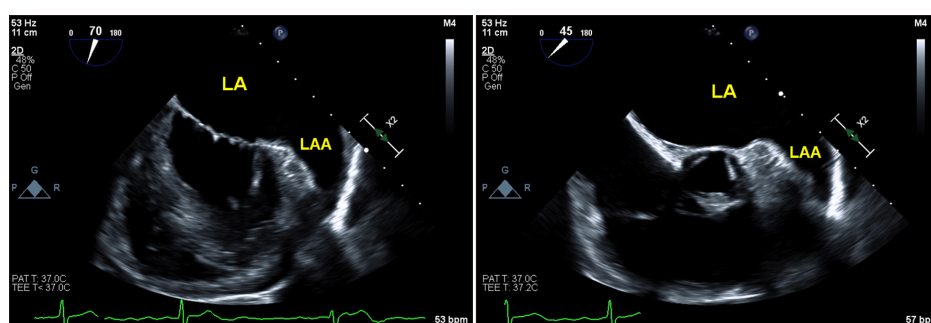 53 Hz
11 cm
0 70 180
P
M4
2D
48%
C 50
P Off
Gen
LA
LAA
X2
G
P R
PAT T: 37.0C
TEE T< 37.0C
53 bpm
53 Hz
11 cm
0 45 180
P
M4
2D
48%
C 50
P Off
Gen
LA
LAA
X2
G
P R
PAT T: 37.0C
TEE T: 37.2C
57 bpm